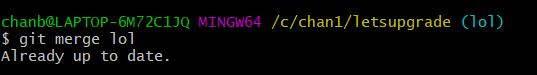 chanb@LAPTOP-6M72C1JQ MINGW64 /c/chan1/letsupgrade (lol)
$ git merge lol
Already up to date.